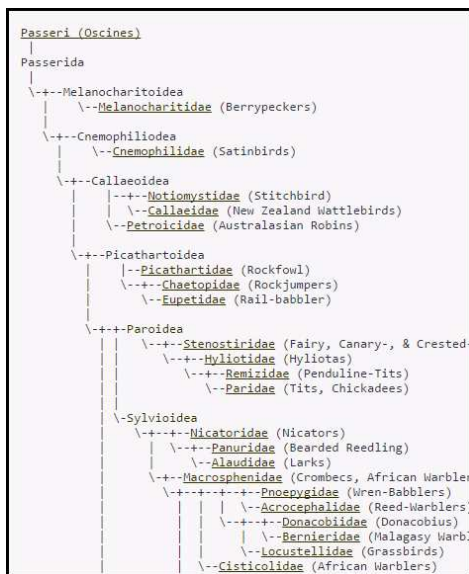 Passeri (Oscines)
|
Passerida
|
\-+--Melanocharitoidea
| \--Melanocharitidae (Berrypeckers)
|
\-+--Cnemophiliodea
| \--Cnemophilidae (Satinbirds)
|
\-+--Callaeoidea
| |--+--Notiomystidae (Stitchbird)
| | \--Callaeidae (New Zealand Wattlebirds)
| \--Petroicidae (Australasian Robins)
|
\-+--Picathartoidea
| |--Picathartidae (Rockfowl)
| \--+--Chaetopidae (Rockjumpers)
| \--Eupetidae (Rail-babbler)
|
\-+-+--Paroidea
| | \--+--Stenostiridae (Fairy, Canary-, & Crested-
| | \--+--Hyliotidae (Hyliotas)
| | \--+--Remizidae (Penduline-Tits)
| | \--Paridae (Tits, Chickadees)
| |
| \-Sylvioidea
| \-+--+--Nicatoridae (Nicators)
| | \--+--Panuridae (Bearded Reedling)
| | \--Alaudidae (Larks)
| \-+--Macrosphenidae (Crombecs, African Warbler
| \-+--+--+--+--Pnoepygidae (Wren-Babblers)
| | | | \--Acrocephalidae (Reed-Warblers)
| | | \--+--+--Donacobiidae (Donacobius)
| | | | \--Bernieridae (Malagasy Warbl
| | | \--Locustellidae (Grassbirds)
| | \--Cisticolidae (African Warblers)